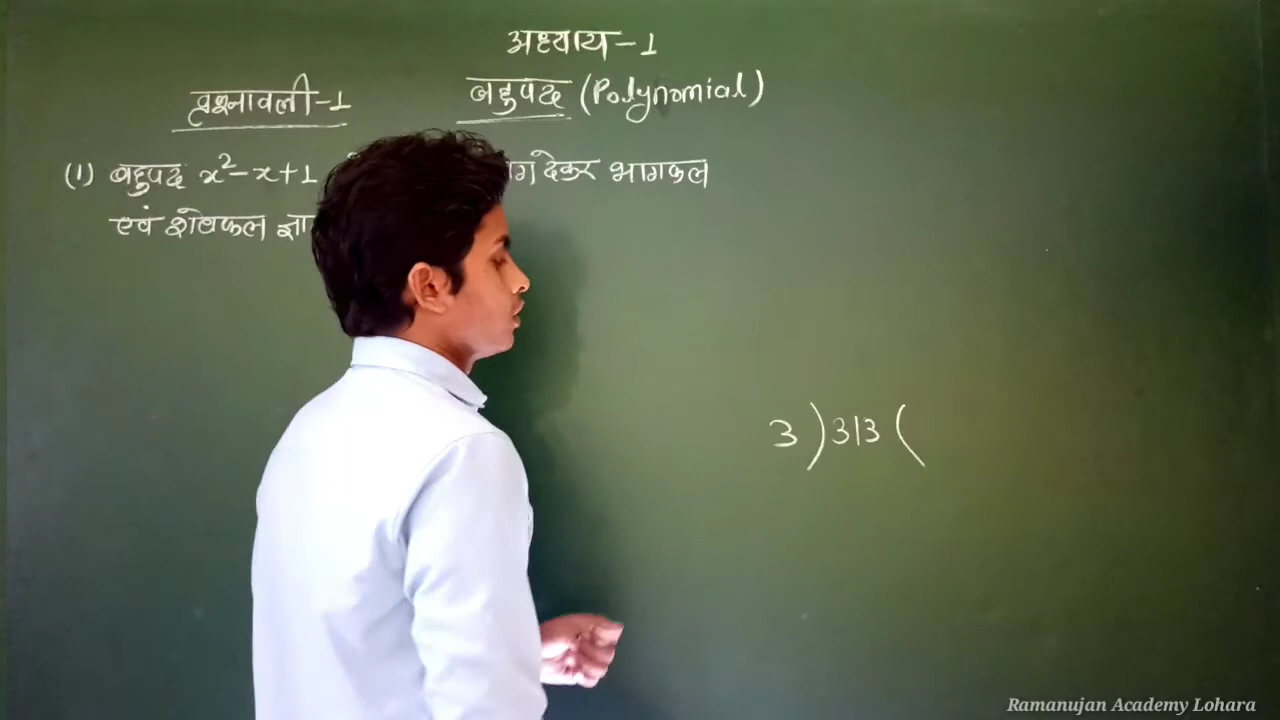 अध्याय-1
बहुपद (Polynomial)
प्रश्नावली-1
(1) बहुपद x²-x+1 देकर भागफल
एवं शेषफल
3)313(
Ramanujan Academy Lohara